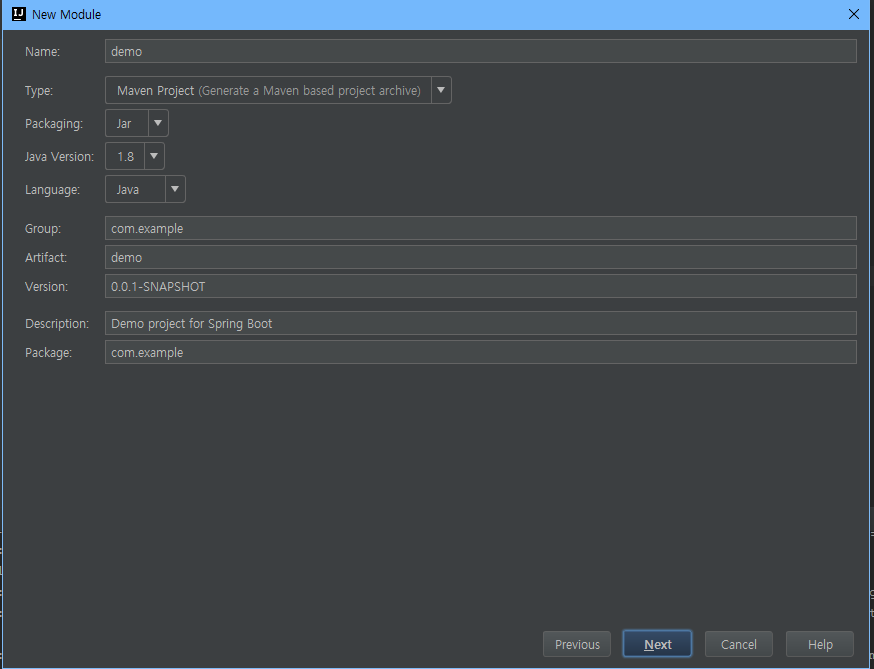 IJ New Module
Name: demo
Type: Maven Project (Generate a Maven based project archive)
Packaging: Jar
Java Version: 1.8
Language: Java
Group: com.example
Artifact: demo
Version: 0.0.1-SNAPSHOT
Description: Demo project for Spring Boot
Package: com.example
Previous Next Cancel Help